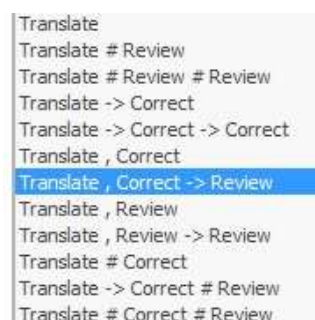 Translate
Translate # Review
Translate # Review # Review
Translate -> Correct
Translate -> Correct -> Correct
Translate , Correct
Translate , Correct -> Review
Translate , Review
Translate , Review -> Review
Translate # Correct
Translate -> Correct # Review
Translate # Correct # Review